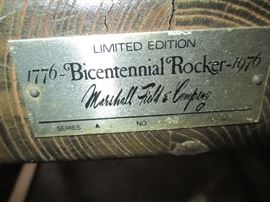 LIMITED EDITION
1776-Bicentennial Rocker-1976
Marshall Field & Company
SERIES A NO